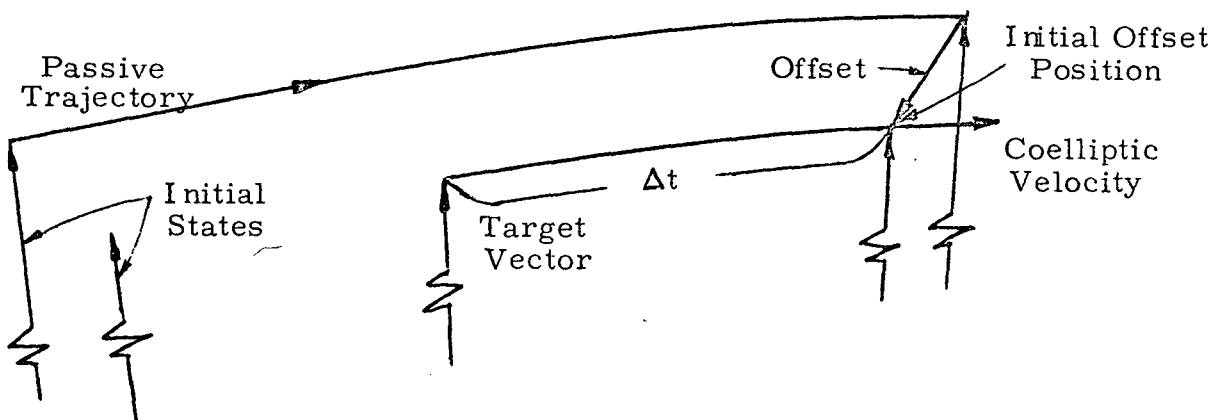 Passive
Trajectory
Initial
States
Target
Vector
Δt
Offset
Initial Offset
Position
Coelliptic
Velocity